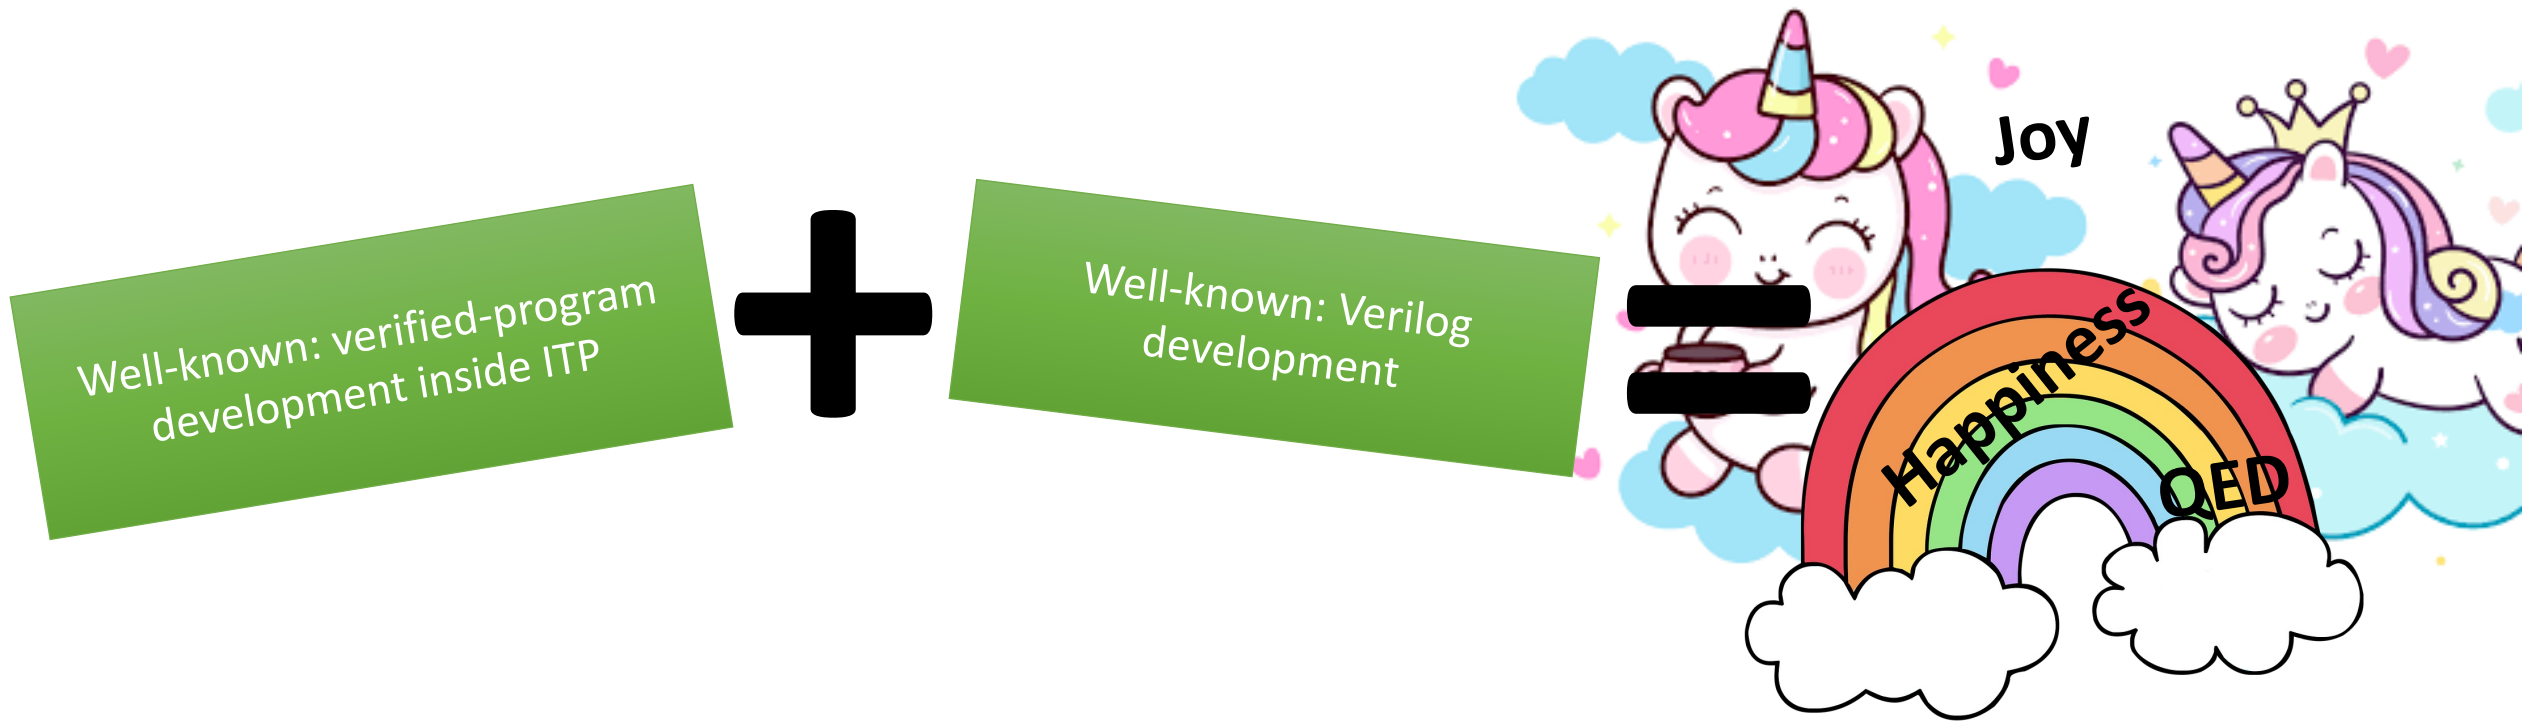 Well-known: verified-program
development inside ITP
Well-known: Verilog
development
Joy
Happiness
QED